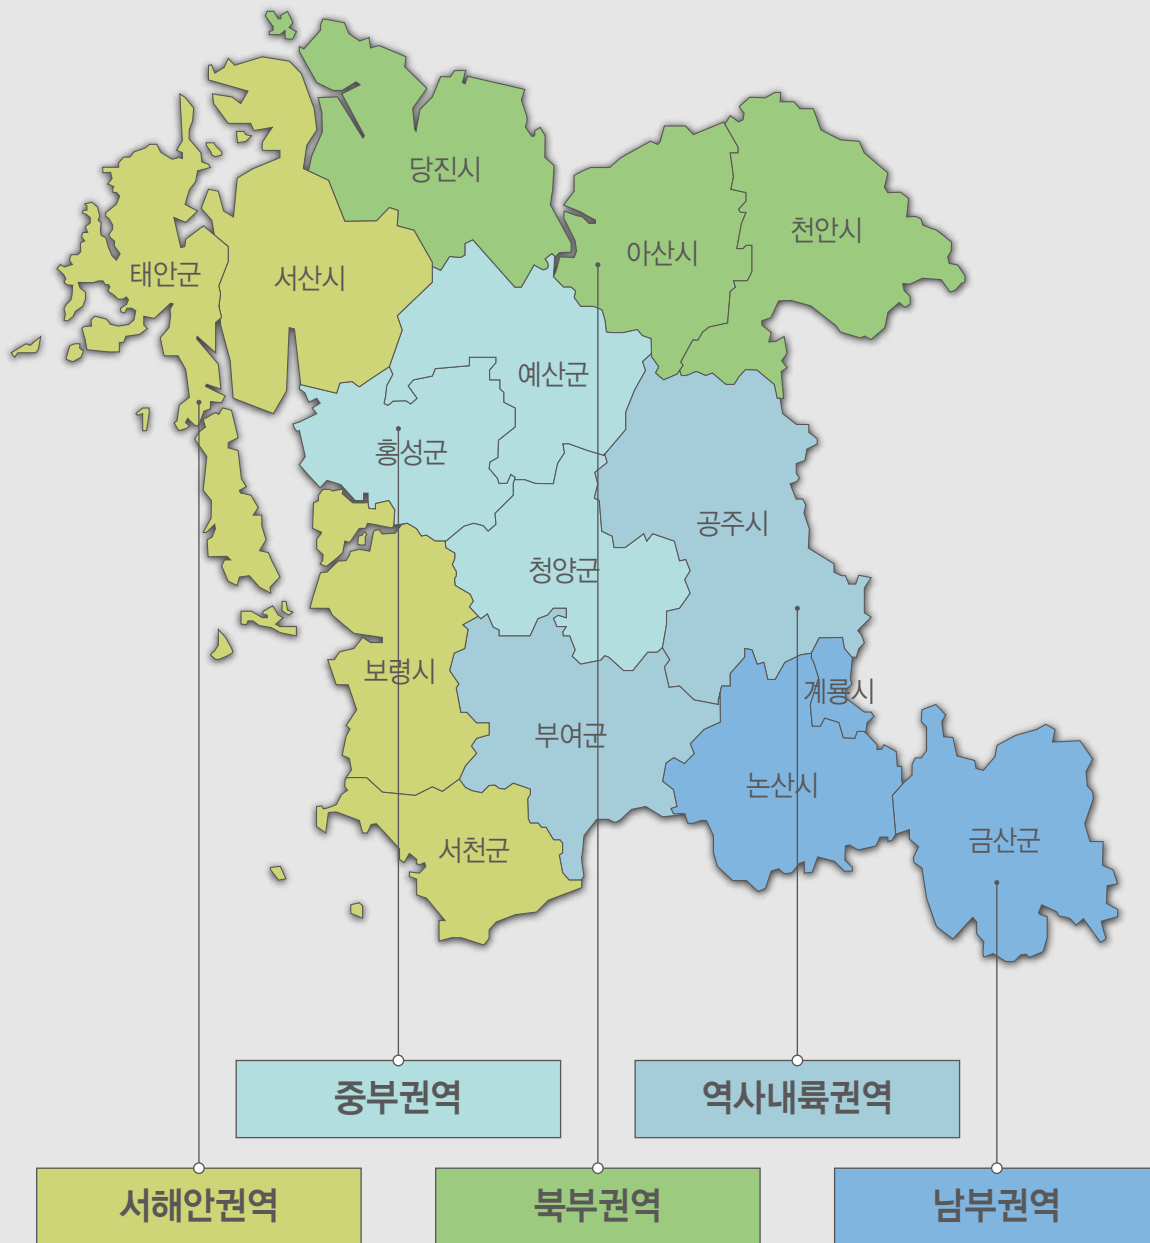 당진시
천안시
아산시
태안군
서산시
예산군
홍성군
공주시
청양군
보령시
계룡시
부여군
논산시
금산군
서천군
중부권역
역사내륙권역
서해안권역
북부권역
남부권역